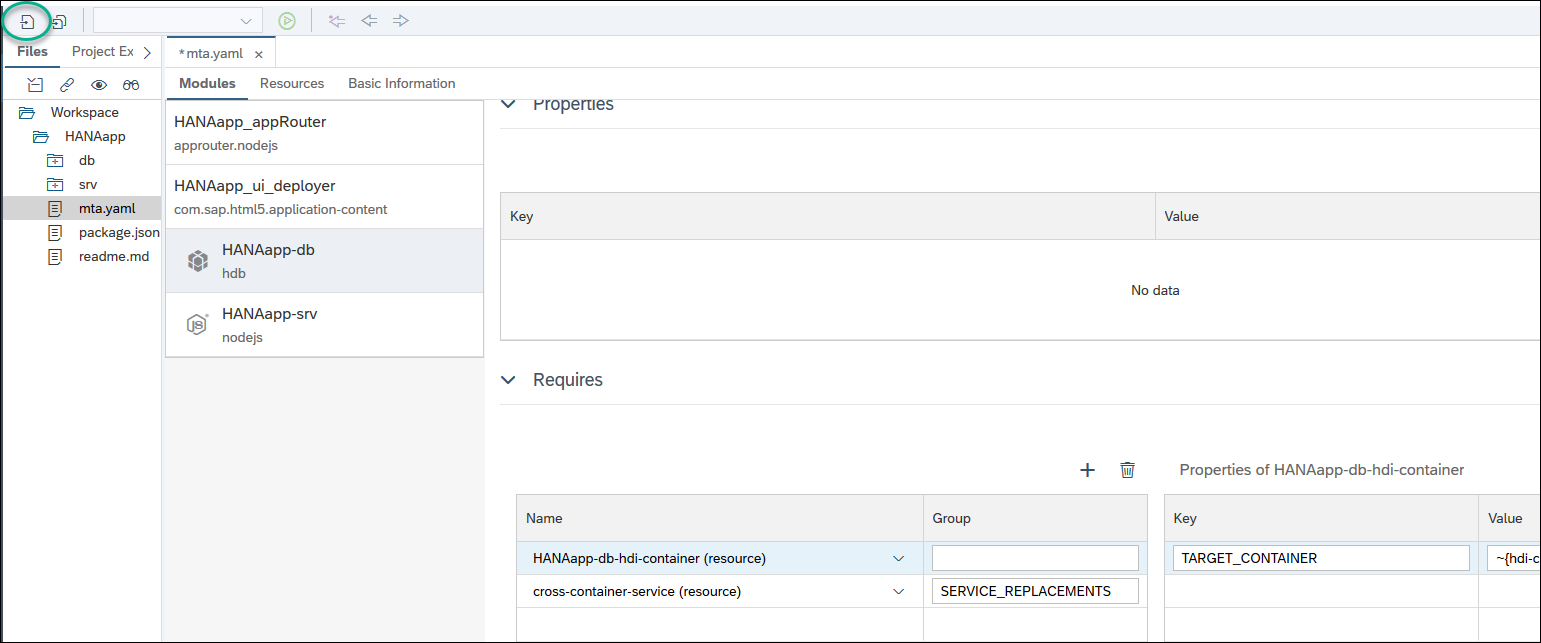 Files
Project Ex
*mta.yaml
Modules
Resources
Basic Information
Workspace
HANAapp
db
srv
mta.yaml
package.json
readme.md
HANAapp_appRouter
approuter.nodejs
HANAapp_ui_deployer
com.sap.html5.application-content
HANAapp-db
hdb
HANAapp-srv
JS
nodejs
Properties
Key
Value
No data
Requires
Properties of HANAapp-db-hdi-container
Name
Group
Key
Value
HANAapp-db-hdi-container (resource)
TARGET_CONTAINER
~{hdi-c
cross-container-service (resource)
SERVICE_REPLACEMENTS